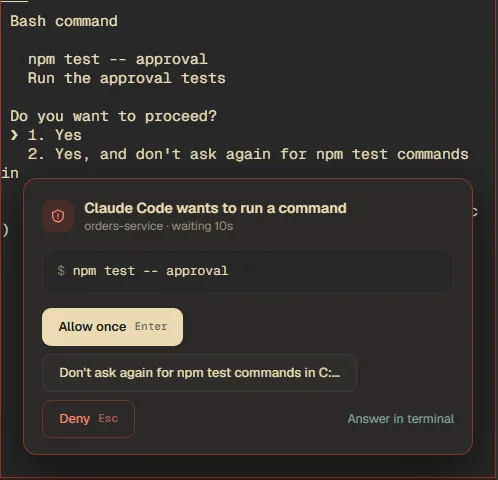 Bash command
npm test -- approval
Run the approval tests
Do you want to proceed?
❯ 1. Yes
2. Yes, and don't ask again for npm test commands
in
c
)
Claude Code wants to run a command
orders-service · waiting 10s
$ npm test -- approval
Allow once Enter
Don't ask again for npm test commands in C:...
Deny Esc
Answer in terminal